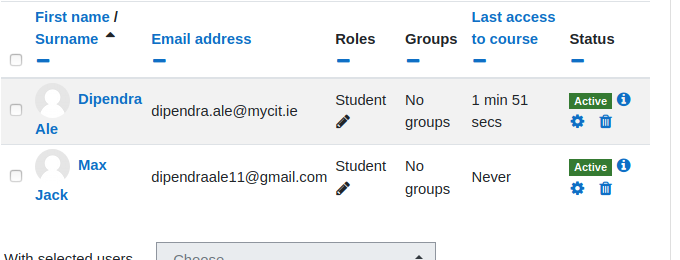 First name /
Surname
Email address
Roles
Groups
Last access
to course
Status
Dipendra
Ale
dipendra.ale@mycit.ie
Student
No
groups
1 min 51
secs
Active
Max
Jack
dipendraale11@gmail.com
Student
No
groups
Never
Active
With selected users
Choose